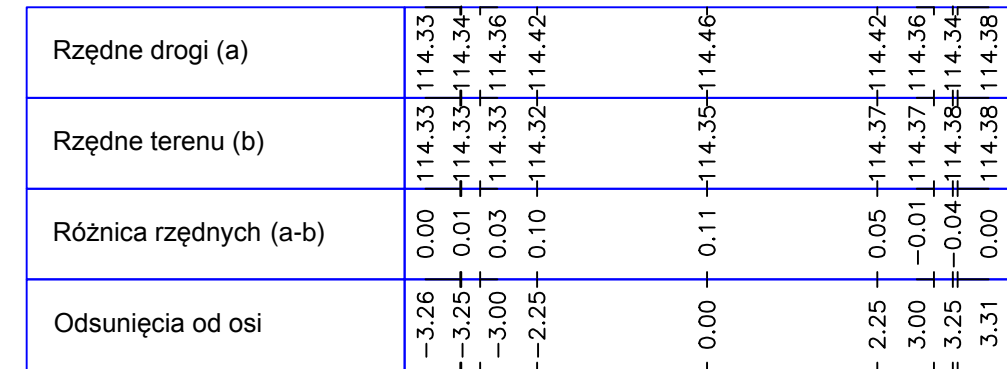 Rzędne drogi (a) 114.33 114.34 114.36 114.42 114.46 114.42 114.36 114.34 114.38
Rzędne terenu (b) 114.33 114.33 114.33 114.32 114.35 114.37 114.37 114.38 114.38
Różnica rzędnych (a-b) 0.00 0.01 0.03 0.10 0.11 0.05 -0.01 -0.04 0.00
Odsunięcia od osi -3.26 -3.25 -3.00 -2.25 0.00 2.25 3.00 3.25 3.31